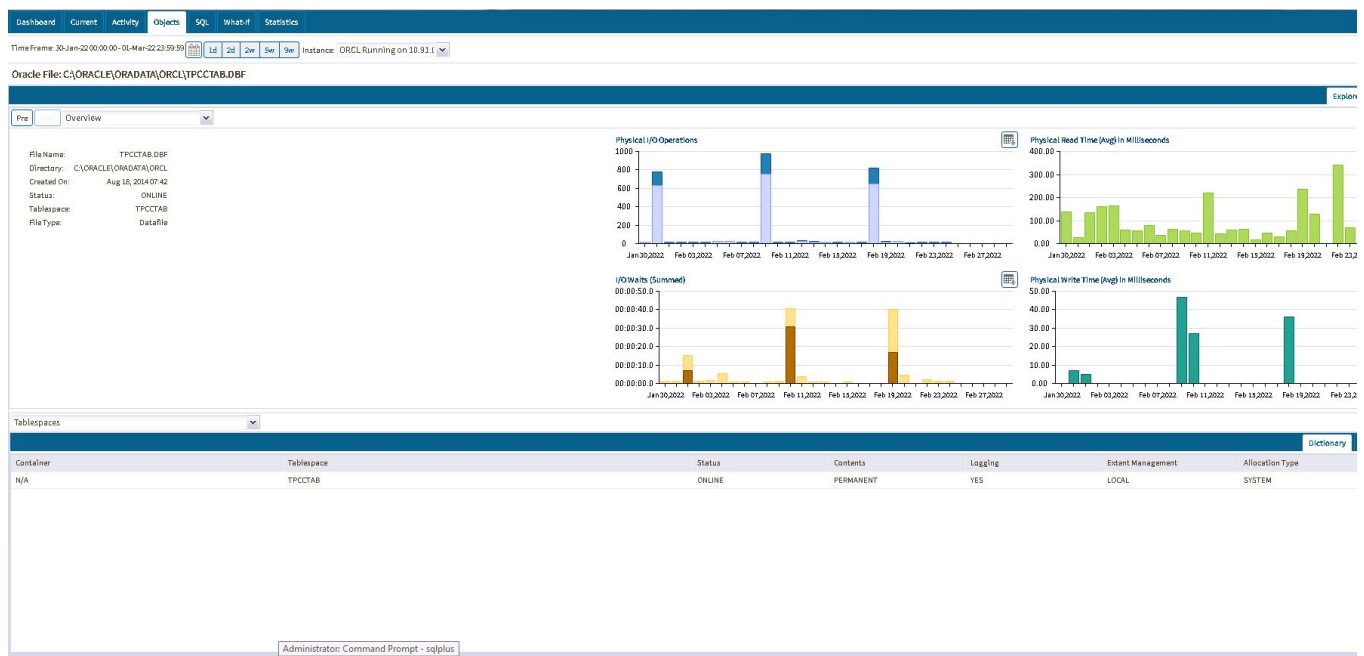 Dashboard Current Activity Objects SQL What-If Statistics
Time Frame: 30-Jan-22 00:00:00 - 01-Mar-22 23:59:59 1d 2d 2w 5w 9w Instance: ORCL Running on 10.91.(
Oracle File: C:\ORACLE\ORADATA\ORCL\TPCCTAB.DBF
Explore
Pre Overview
File Name: TPCCTAB.DBF
Directory: C:\ORACLE\ORADATA\ORCL
Created On: Aug 18, 2014 07:42
Status: ONLINE
Tablespace: TPCCTAB
File Type: Datafile
Physical I/O Operations
1000
800
600
400
200
0
Jan 30,2022 Feb 03,2022 Feb 07,2022 Feb 11,2022 Feb 15,2022 Feb 19,2022 Feb 23,2022 Feb 27,2022
Physical Read Time (Avg) in Milliseconds
400.00
300.00
200.00
100.00
0.00
Jan 30,2022 Feb 03,2022 Feb 07,2022 Feb 11,2022 Feb 15,2022 Feb 19,2022 Feb 23,2
I/O Waits (Summed)
00:00:50.0
00:00:40.0
00:00:30.0
00:00:20.0
00:00:10.0
00:00:00.0
Jan 30,2022 Feb 03,2022 Feb 07,2022 Feb 11,2022 Feb 15,2022 Feb 19,2022 Feb 23,2022 Feb 27,2022
Physical Write Time (Avg) in Milliseconds
50.00
40.00
30.00
20.00
10.00
0.00
Jan 30,2022 Feb 03,2022 Feb 07,2022 Feb 11,2022 Feb 15,2022 Feb 19,2022 Feb 23,2
Tablespaces
Dictionary
Container Tablespace Status Contents Logging Extent Management Allocation Type
N/A TPCCTAB ONLINE PERMANENT YES LOCAL SYSTEM
Administrator: Command Prompt - sqlplus